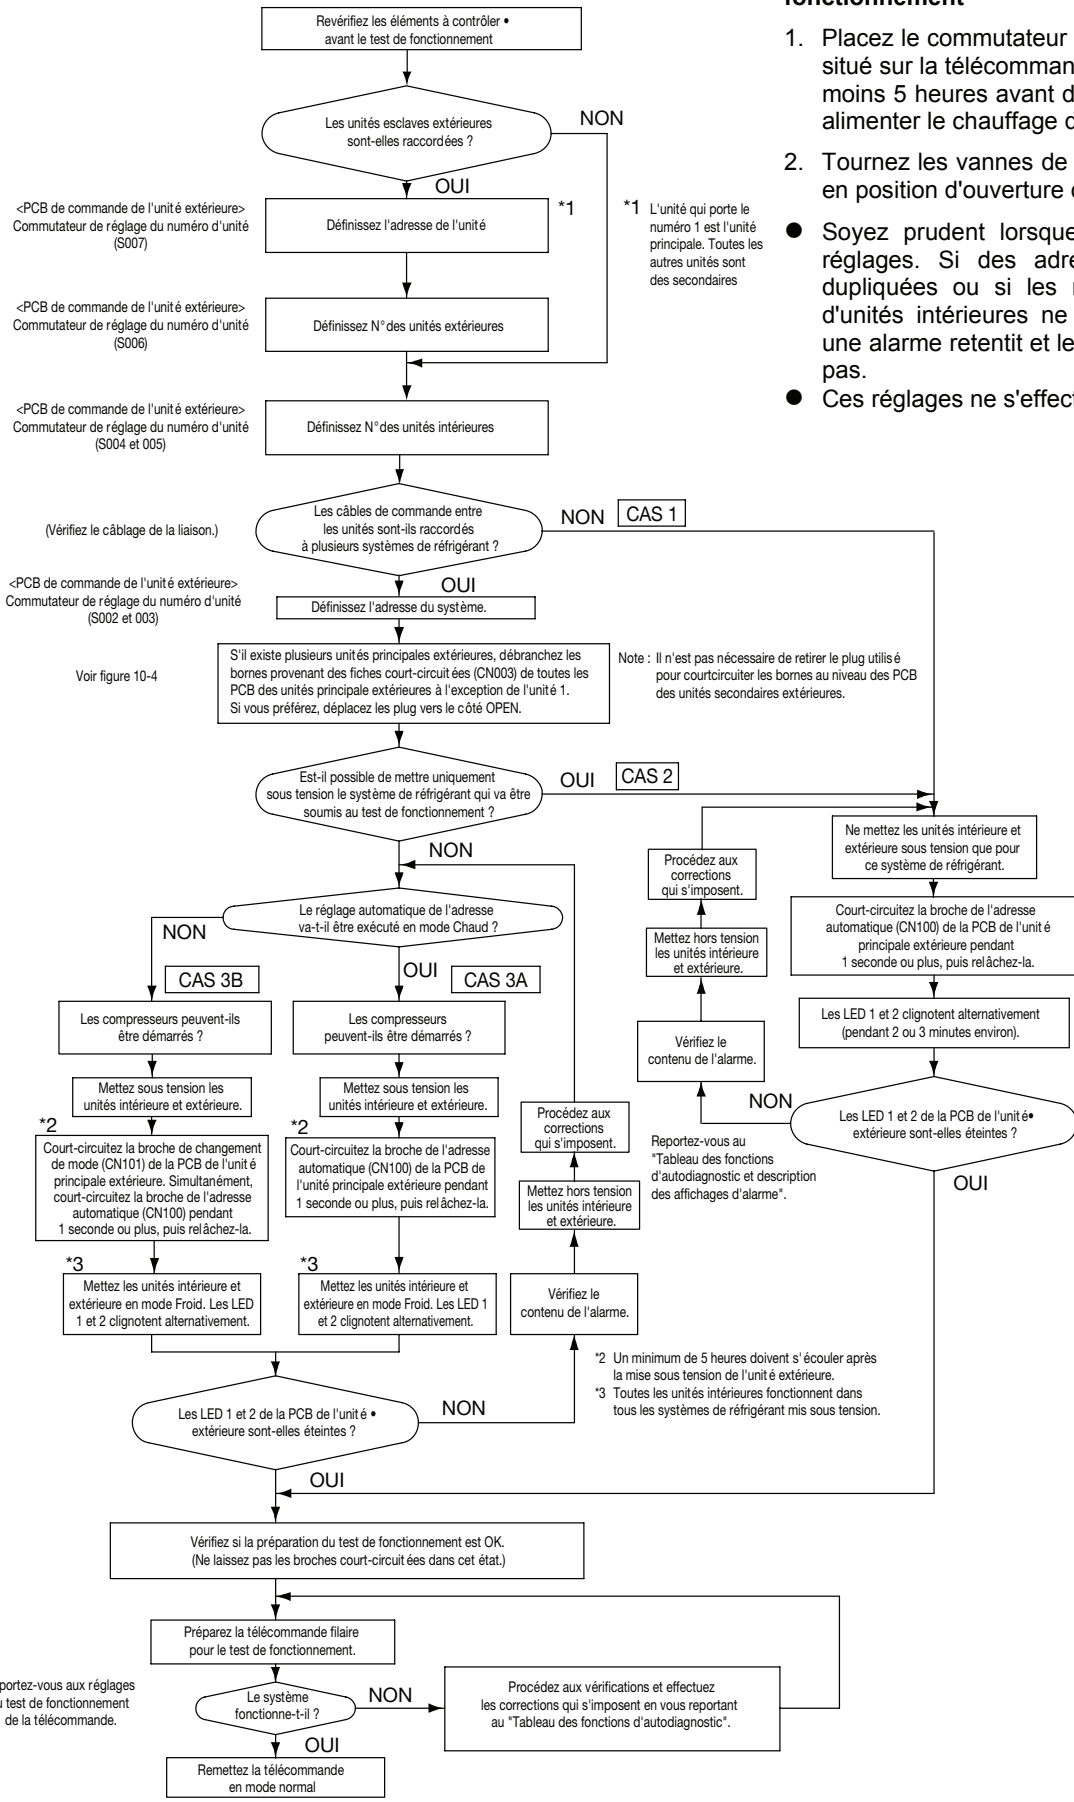 fonctionnement
1. Placez le commutateur
situé sur la télécomman
moins 5 heures avant d
alimenter le chauffage d
2. Tournez les vannes de
en position d'ouverture
● Soyez prudent lorsque
réglages. Si des adre
dupliquées ou si les
d'unités intérieures ne
une alarme retentit et le
pas.
● Ces réglages ne s'effect
Revérifiez les éléments à contrôler •
avant le test de fonctionnement
Les unités esclaves extérieures
sont-elles raccordées ?
NON
OUI
<PCB de commande de l'unité extérieure>
Commutateur de réglage du numéro d'unité
(S007)
Définissez l'adresse de l'unité
*1
*1 L'unité qui porte le
numéro 1 est l'unité
principale. Toutes les
autres unités sont
des secondaires
<PCB de commande de l'unité extérieure>
Commutateur de réglage du numéro d'unité
(S006)
Définissez N°des unités extérieures
<PCB de commande de l'unité extérieure>
Commutateur de réglage du numéro d'unité
(S004 et 005)
Définissez N°des unités intérieures
(Vérifiez le câblage de la liaison.)
Les câbles de commande entre
les unités sont-ils raccordés
à plusieurs systèmes de réfrigérant ?
NON CAS 1
OUI
<PCB de commande de l'unité extérieure>
Commutateur de réglage du numéro d'unité
(S002 et 003)
Définissez l'adresse du système.
Voir figure 10-4
S'il existe plusieurs unités principales extérieures, débranchez les
bornes provenant des fiches court-circuitées (CN003) de toutes les
PCB des unités principale extérieures à l'exception de l'unité 1.
Si vous préférez, déplacez les plug vers le côté OPEN.
Note : Il n'est pas nécessaire de retirer le plug utilisé
pour courtcircuiter les bornes au niveau des PCB
des unités secondaires extérieures.
Est-il possible de mettre uniquement
sous tension le système de réfrigérant qui va être
soumis au test de fonctionnement ?
OUI CAS 2
NON
Ne mettez les unités intérieure et
extérieure sous tension que pour
ce système de réfrigérant.
Court-circuitez la broche de l'adresse
automatique (CN100) de la PCB de l'unité
principale extérieure pendant
1 seconde ou plus, puis relâchez-la.
Les LED 1 et 2 clignotent alternativement
(pendant 2 ou 3 minutes environ).
Les LED 1 et 2 de la PCB de l'unité•
extérieure sont-elles éteintes ?
NON
OUI
Procédez aux
corrections
qui s'imposent.
Mettez hors tension
les unités intérieure
et extérieure.
Vérifiez le
contenu de l'alarme.
Reportez-vous au
"Tableau des fonctions
d'autodiagnostic et description
des affichages d'alarme".
Le réglage automatique de l'adresse
va-t-il être exécuté en mode Chaud ?
NON
CAS 3B
OUI
CAS 3A
Les compresseurs peuvent-ils
être démarrés ?
Mettez sous tension les
unités intérieure et extérieure.
*2
Court-circuitez la broche de changement
de mode (CN101) de la PCB de l'unité
principale extérieure. Simultanément,
court-circuitez la broche de l'adresse
automatique (CN100) pendant
1 seconde ou plus, puis relâchez-la.
*3
Mettez les unités intérieure et
extérieure en mode Froid. Les LED
1 et 2 clignotent alternativement.
Les compresseurs
peuvent-ils être démarrés ?
Mettez sous tension les
unités intérieure et extérieure.
*2
Court-circuitez la broche de l'adresse
automatique (CN100) de la PCB de
l'unité principale extérieure pendant
1 seconde ou plus, puis relâchez-la.
*3
Mettez les unités intérieure et
extérieure en mode Froid. Les LED 1
et 2 clignotent alternativement.
Procédez aux
corrections
qui s'imposent.
Mettez hors tension
les unités intérieure
et extérieure.
Vérifiez le
contenu de l'alarme.
*2 Un minimum de 5 heures doivent s'écouler après
la mise sous tension de l'unité extérieure.
*3 Toutes les unités intérieures fonctionnent dans
tous les systèmes de réfrigérant mis sous tension.
Les LED 1 et 2 de la PCB de l'unité •
extérieure sont-elles éteintes ?
NON
OUI
Vérifiez si la préparation du test de fonctionnement est OK.
(Ne laissez pas les broches court-circuitées dans cet état.)
Préparez la télécommande filaire
pour le test de fonctionnement.
portez-vous aux réglages
u test de fonctionnement
de la télécommande.
Le système
fonctionne-t-il ?
NON
Procédez aux vérifications et effectuez
les corrections qui s'imposent en vous reportant
au "Tableau des fonctions d'autodiagnostic".
OUI
Remettez la télécommande
en mode normal